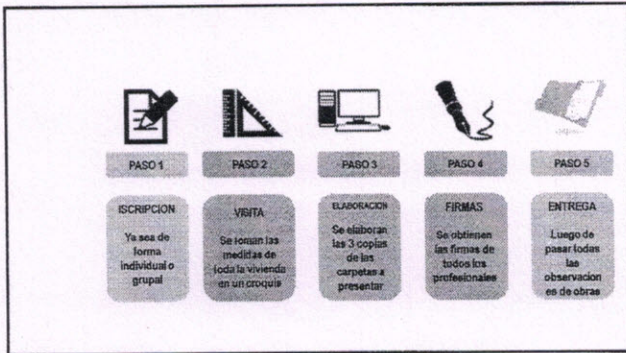 PASO 1
PASO 2
PASO 3
PASO 4
PASO 5
ISCRIPCION
Ya sea de
forma
individual o
grupal
VISITA
Se toman las
medidas de
toda la vivienda
en un croquis
ELABORACION
Se elaboran
las 3 copias
de las
carpetas a
presentar
FIRMAS
Se obtienen
las firmas de
todos los
profesionales
ENTREGA
Luego de
pasar todas
las
observacion
es de obras